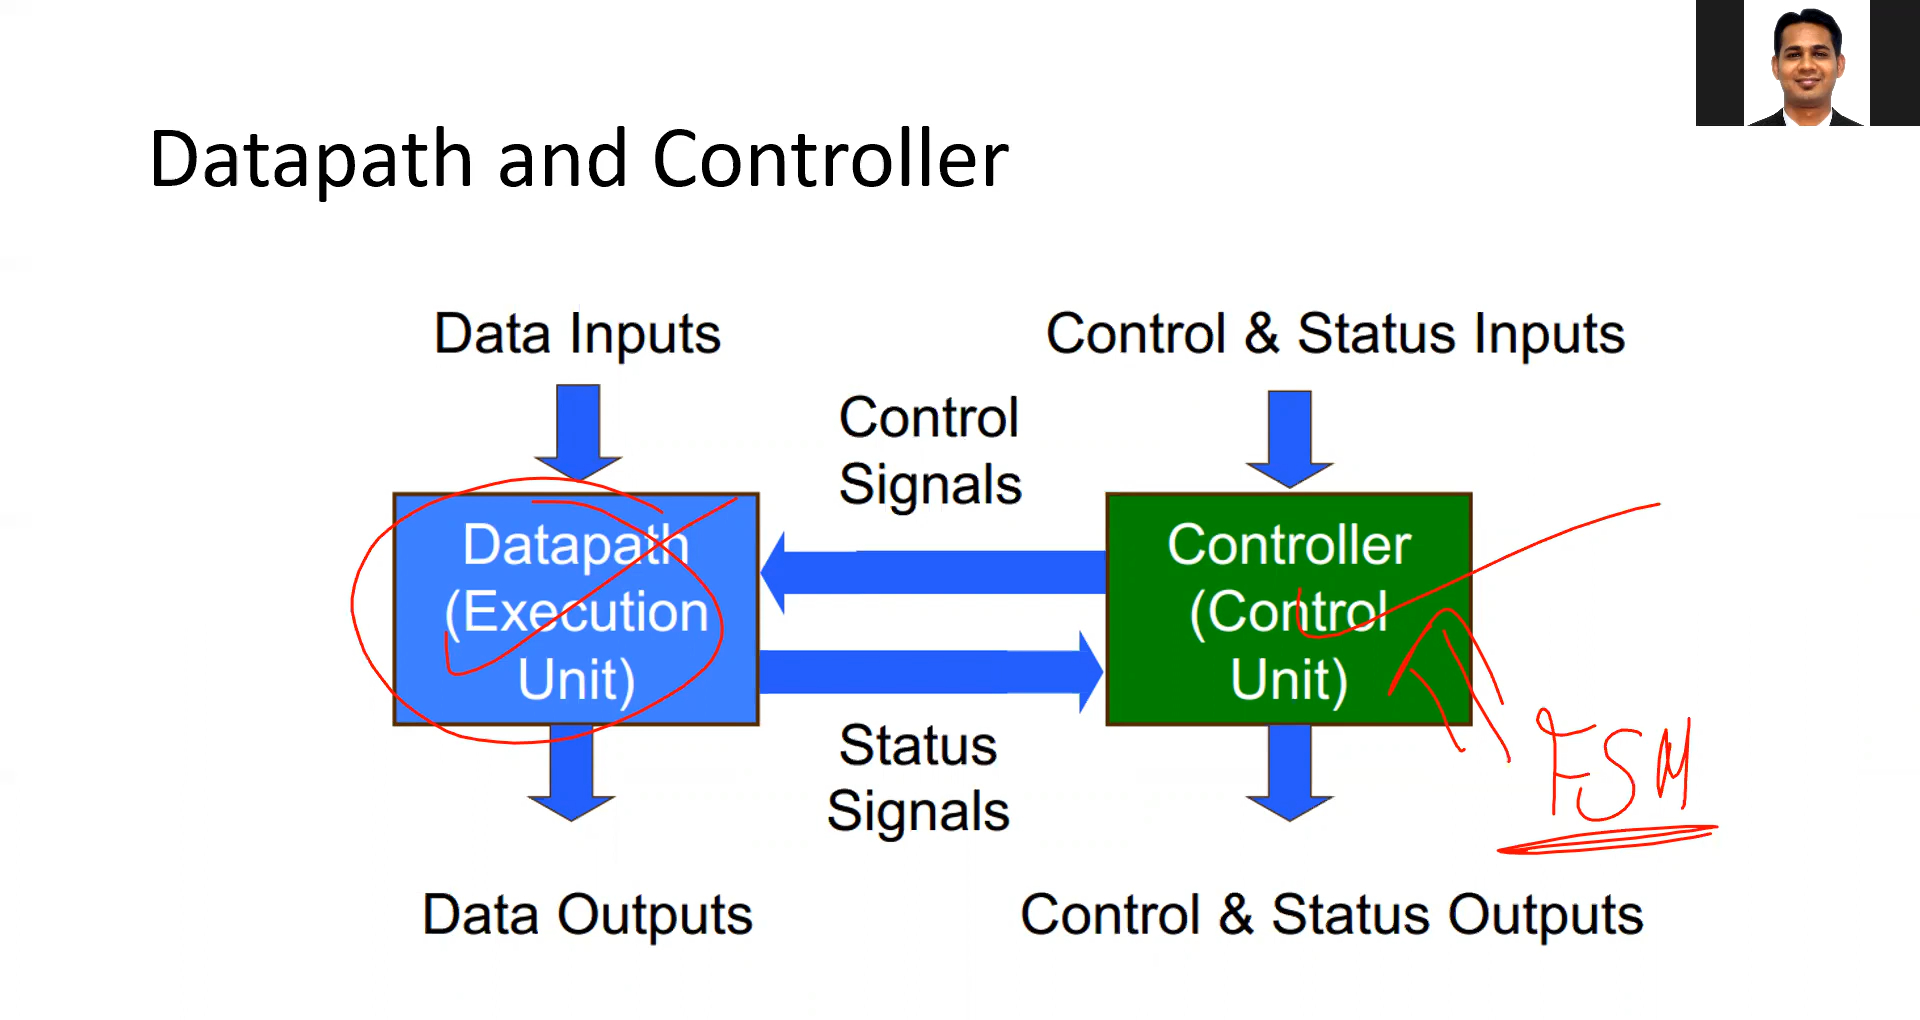 Datapath and Controller
Data Inputs
Control & Status Inputs
Control
Signals
Datapath
(Execution
Unit)
Controller
(Control
Unit)
Status
Signals
FSM
Data Outputs
Control & Status Outputs